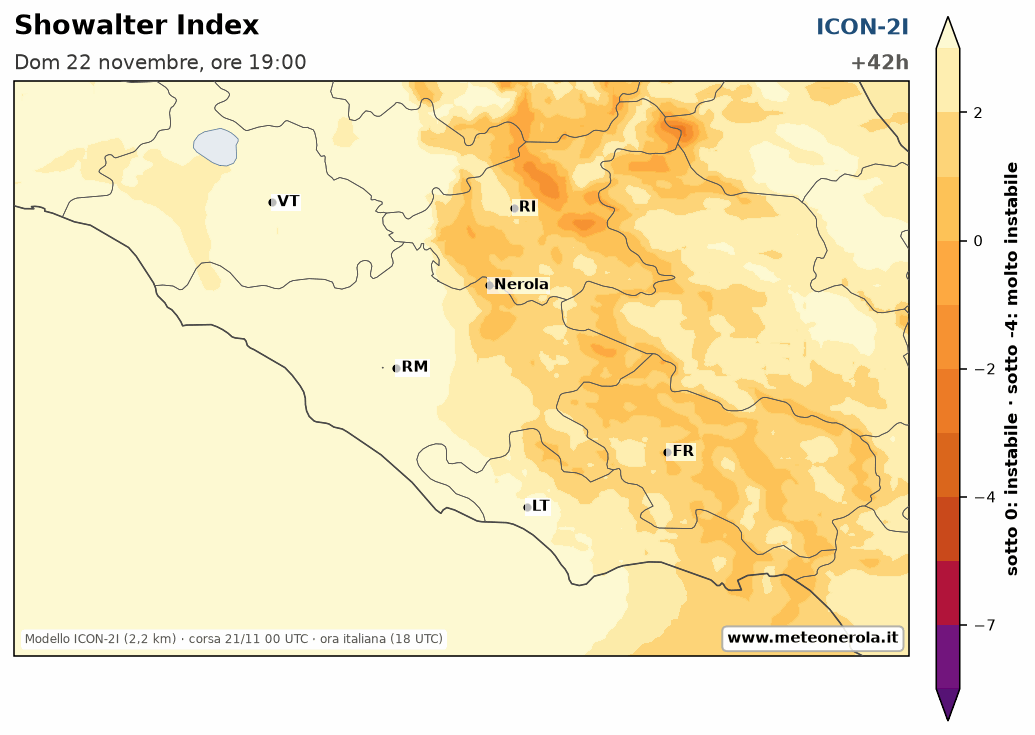 Showalter Index
ICON-2I
Dom 22 novembre, ore 19:00
+42h
VT
RI
Nerola
RM
FR
LT
2
0
−2
−4
−7
sotto 0: instabile · sotto -4: molto instabile
Modello ICON-2I (2,2 km) · corsa 21/11 00 UTC · ora italiana (18 UTC)
www.meteonerola.it